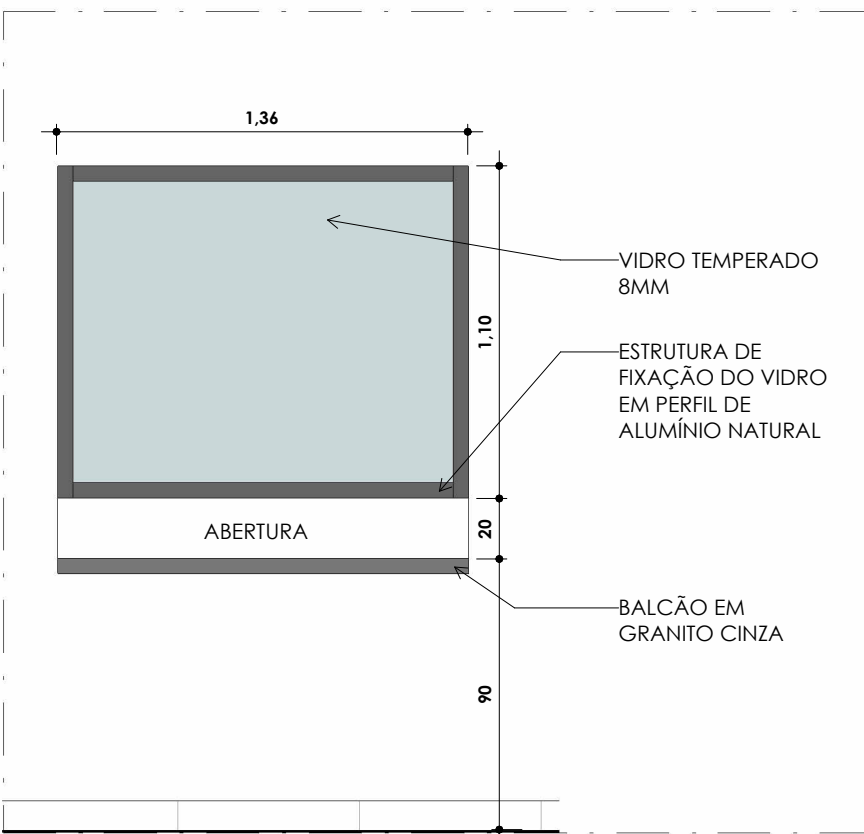 1,36
VIDRO TEMPERADO
8MM
1,10
ESTRUTURA DE
FIXAÇÃO DO VIDRO
EM PERFIL DE
ALUMÍNIO NATURAL
ABERTURA
20
BALCÃO EM
GRANITO CINZA
90